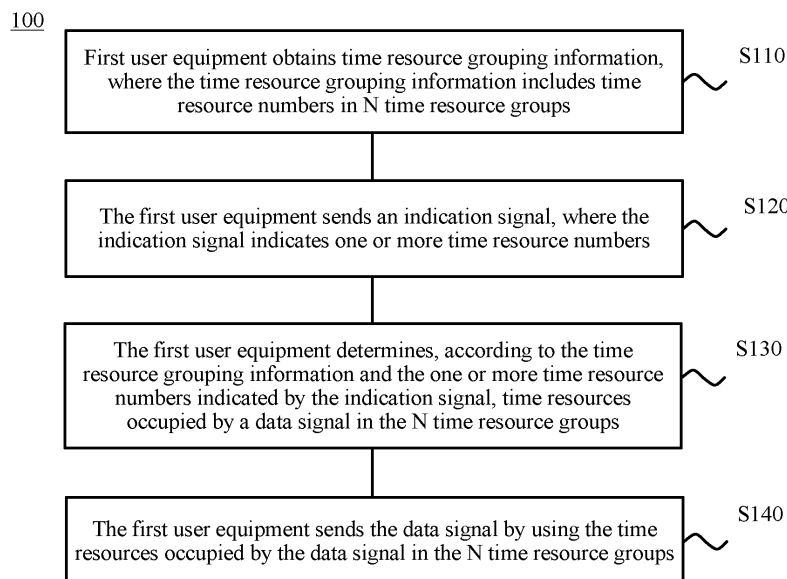 100
First user equipment obtains time resource grouping information,
where the time resource grouping information includes time
resource numbers in N time resource groups
S110
The first user equipment sends an indication signal, where the
indication signal indicates one or more time resource numbers
S120
The first user equipment determines, according to the time
resource grouping information and the one or more time resource
numbers indicated by the indication signal, time resources
occupied by a data signal in the N time resource groups
S130
The first user equipment sends the data signal by using the time
resources occupied by the data signal in the N time resource groups
S140